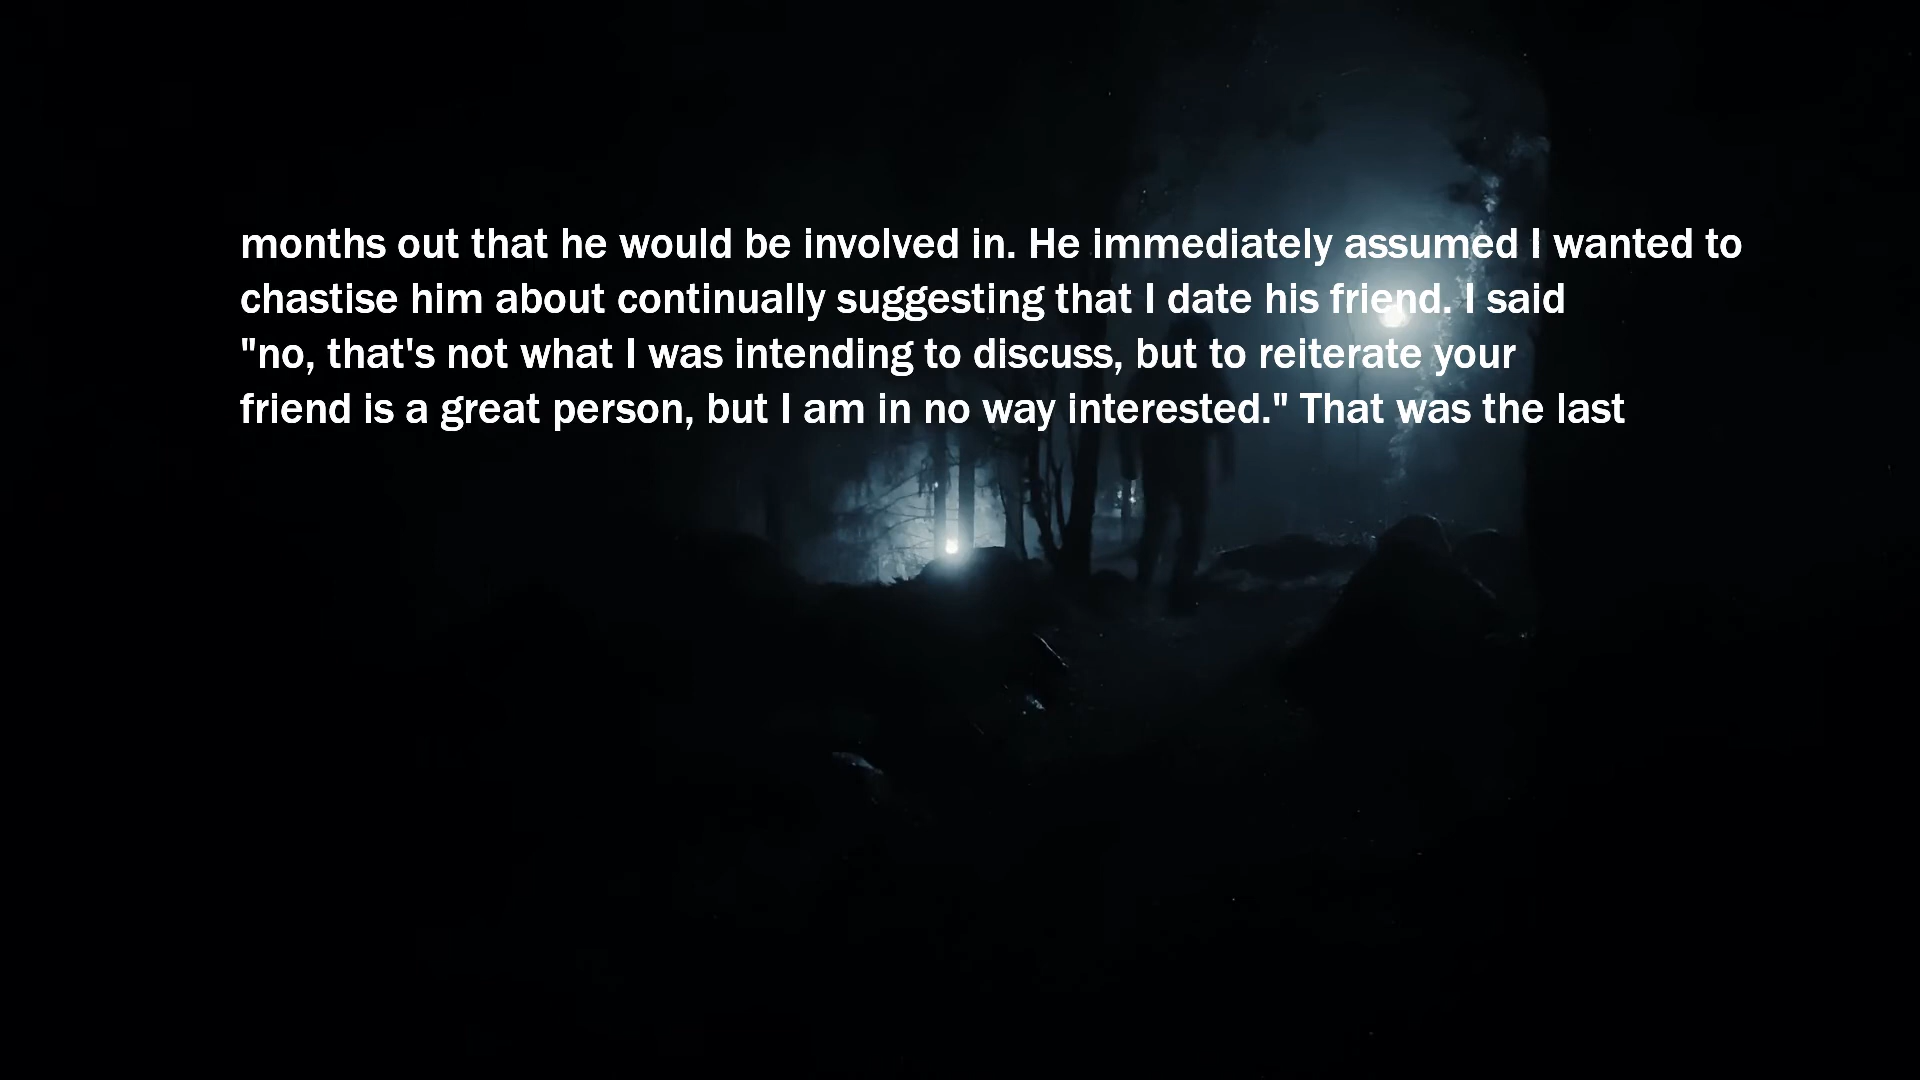 months out that he would be involved in. He immediately assumed I wanted to
chastise him about continually suggesting that I date his friend. I said
"no, that's not what I was intending to discuss, but to reiterate your
friend is a great person, but I am in no way interested." That was the last